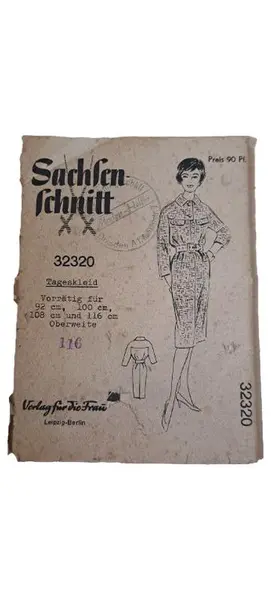 Preis 90 Pf.
Sachsen-
schnitt
32320
Tageskleid
Vorrätig für
92 cm, 100 cm,
108 cm und 116 cm
Oberweite
116
Verlag für die Frau
Leipzig-Berlin
32320